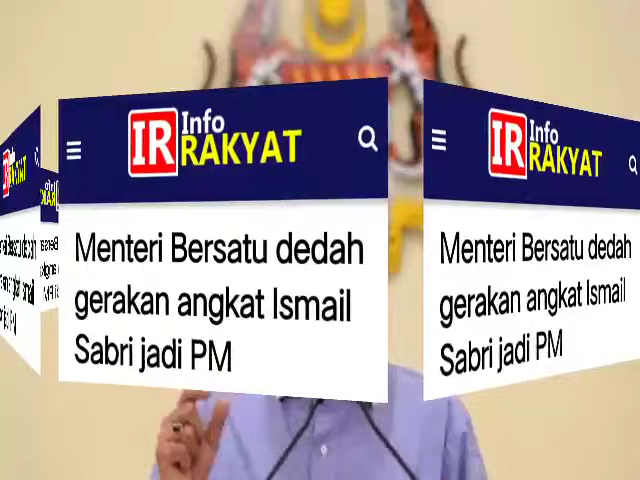 IR Info
RAKYAT
Menteri Bersatu dedah
gerakan angkat Ismail
Sabri jadi PM
IR Info
RAKYAT
Menteri Bersatu dedah
gerakan angkat Ismail
Sabri jadi PM